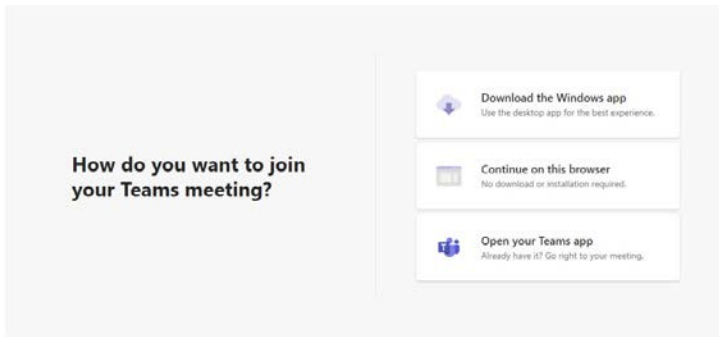 How do you want to join
your Teams meeting?
Download the Windows app
Use the desktop app for the best experience.
Continue on this browser
No download or installation required.
Open your Teams app
Already have it? Go right to your meeting.